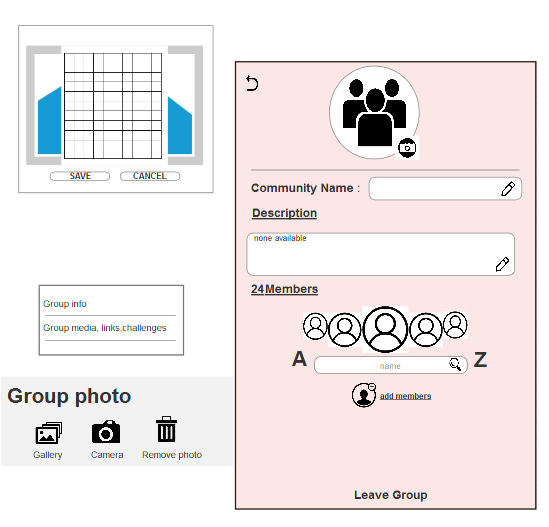 SAVE CANCEL
Group info
Group media, links,challenges
Group photo
Gallery Camera Remove photo
Community Name :
Description
none available
24Members
A name Z
add members
Leave Group